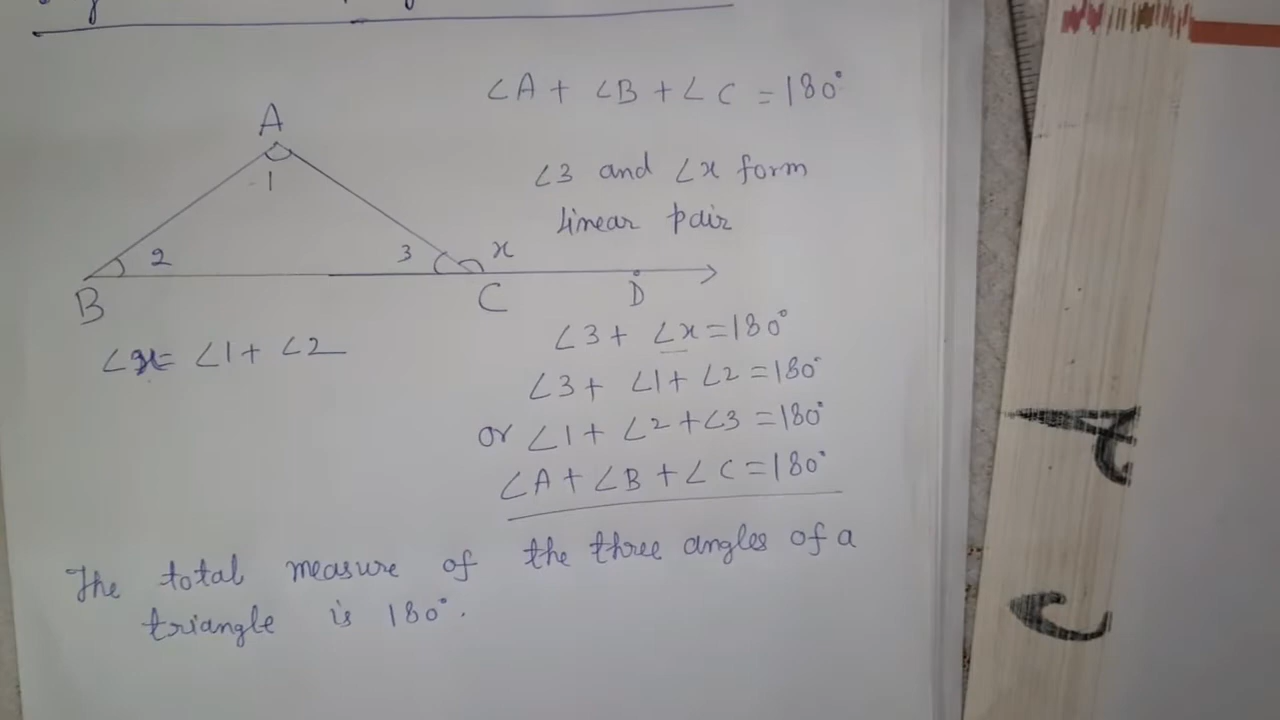 ∠A + ∠B + ∠C = 180°
A
∠3 and ∠x form
linear pair
1
2
3
x
B
C
D
∠x = ∠1 + ∠2
∠3 + ∠x = 180°
∠3 + ∠1 + ∠2 = 180°
or ∠1 + ∠2 + ∠3 = 180°
∠A + ∠B + ∠C = 180°
The total measure of the three angles of a
triangle is 180°.
A
C